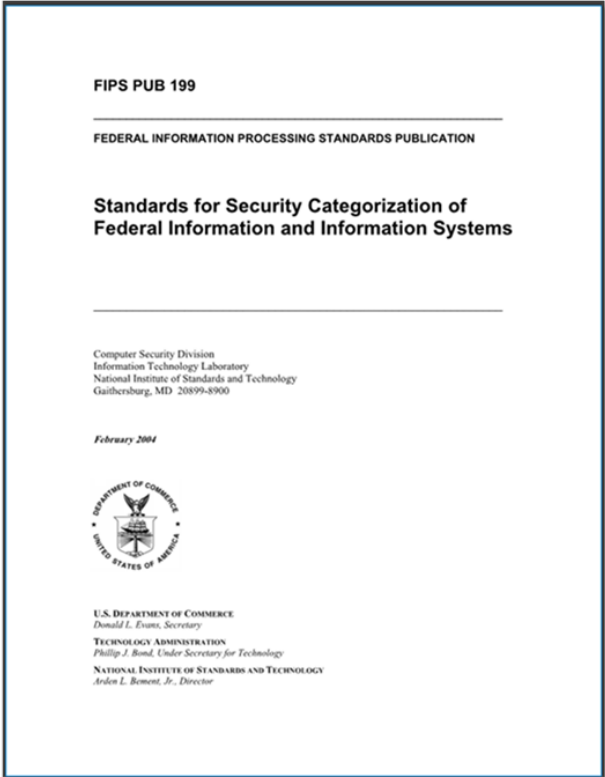 FIPS PUB 199
FEDERAL INFORMATION PROCESSING STANDARDS PUBLICATION
Standards for Security Categorization of
Federal Information and Information Systems
Computer Security Division
Information Technology Laboratory
National Institute of Standards and Technology
Gaithersburg, MD 20899-8900
February 2004
DEPARTMENT OF COMMERCE
UNITED STATES OF AMERICA
U.S. DEPARTMENT OF COMMERCE
Donald L. Evans, Secretary
TECHNOLOGY ADMINISTRATION
Phillip J. Bond, Under Secretary for Technology
NATIONAL INSTITUTE OF STANDARDS AND TECHNOLOGY
Arden L. Bement, Jr., Director